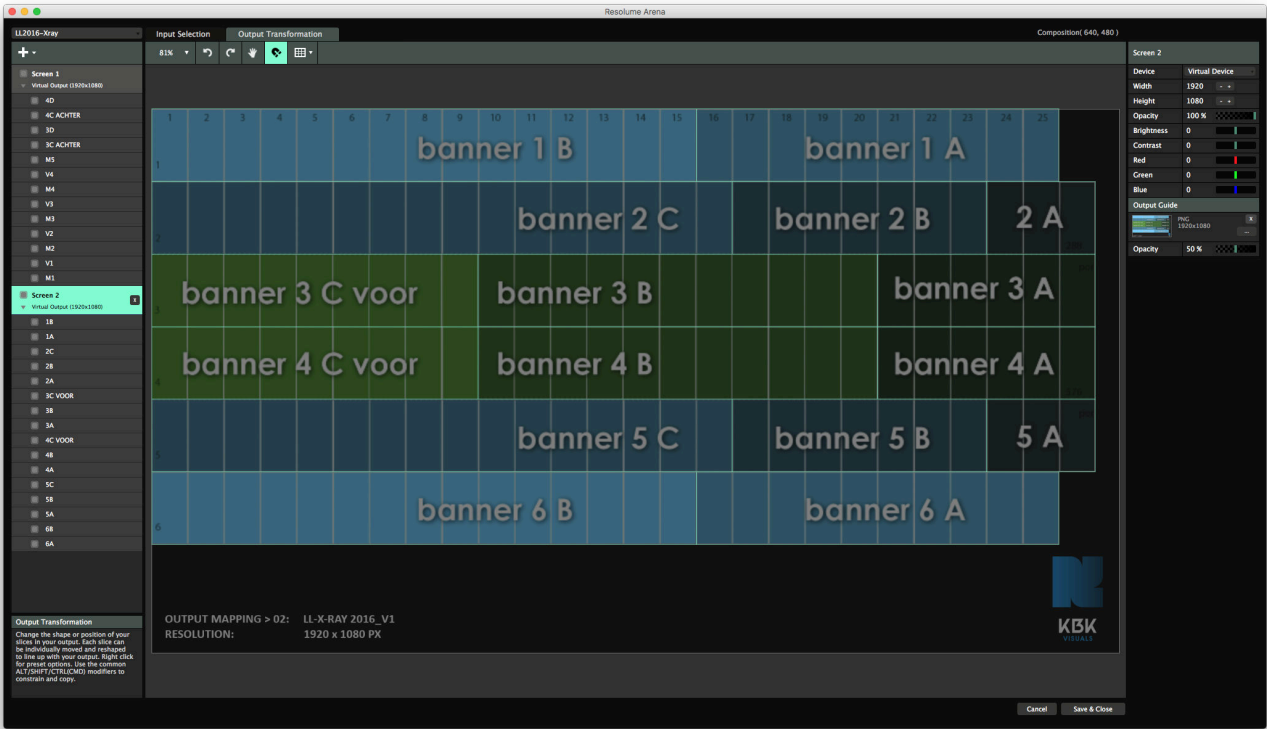 Resolume Arena
LL2016-Xray
Input Selection
Output Transformation
Composition( 640, 480 )
81%
Screen 1
Virtual Output (1920x1080)
4D
4C ACHTER
3D
3C ACHTER
M5
V4
M4
V3
M3
V2
M2
V1
M1
Screen 2
Virtual Output (1920x1080)
x
1B
1A
2C
2B
2A
3C VOOR
3B
3A
4C VOOR
4B
4A
5C
5B
5A
6B
6A
Output Transformation
Change the shape or position of your
slices in your output. Each slice can
be individually moved and reshaped
to line up with your output. Right click
for preset options. Use the common
ALT/SHIFT/CTRL(CMD) modifiers to
constrain and copy.
1 2 3 4 5 6 7 8 9 10 11 12 13 14 15 16 17 18 19 20 21 22 23 24 25
1
banner 1 B
banner 1 A
2
banner 2 C
banner 2 B
2 A
3
banner 3 C voor
banner 3 B
banner 3 A
4
banner 4 C voor
banner 4 B
banner 4 A
5
banner 5 C
banner 5 B
5 A
6
banner 6 B
banner 6 A
OUTPUT MAPPING > 02: LL-X-RAY 2016_V1
RESOLUTION: 1920 x 1080 PX
KBK
VISUALS
Screen 2
Device Virtual Device
Width 1920 - +
Height 1080 - +
Opacity 100 %
Brightness 0
Contrast 0
Red 0
Green 0
Blue 0
Output Guide
PNG
1920x1080
x
...
Opacity 50 %
Cancel
Save & Close